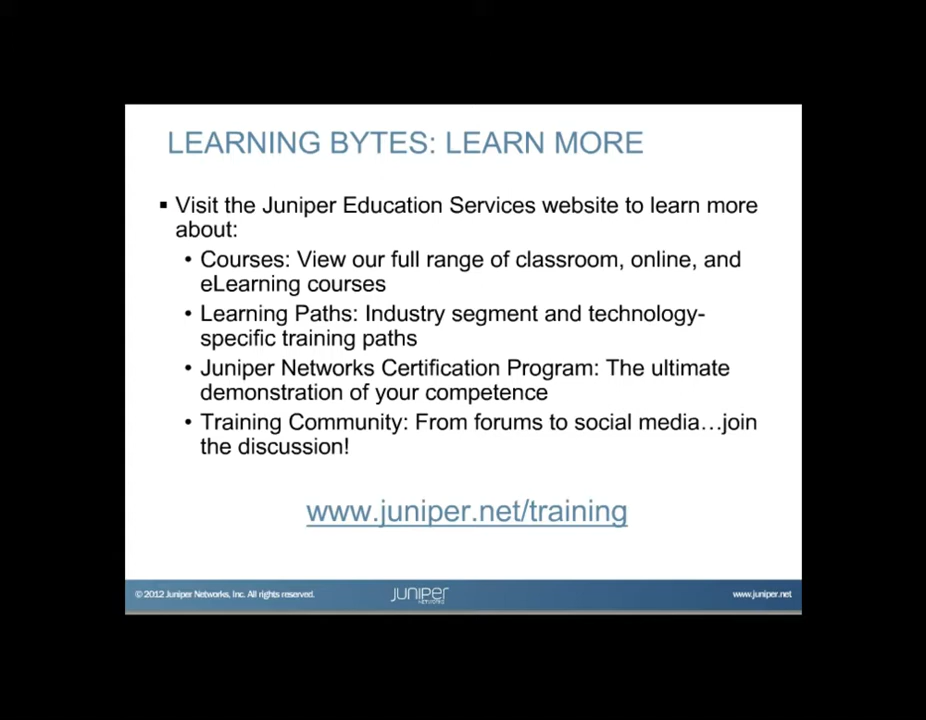 LEARNING BYTES: LEARN MORE
▪ Visit the Juniper Education Services website to learn more
about:
• Courses: View our full range of classroom, online, and
eLearning courses
• Learning Paths: Industry segment and technology-
specific training paths
• Juniper Networks Certification Program: The ultimate
demonstration of your competence
• Training Community: From forums to social media…join
the discussion!
www.juniper.net/training
© 2012 Juniper Networks, Inc. All rights reserved.
JUNIPER
NETWORKS
www.juniper.net